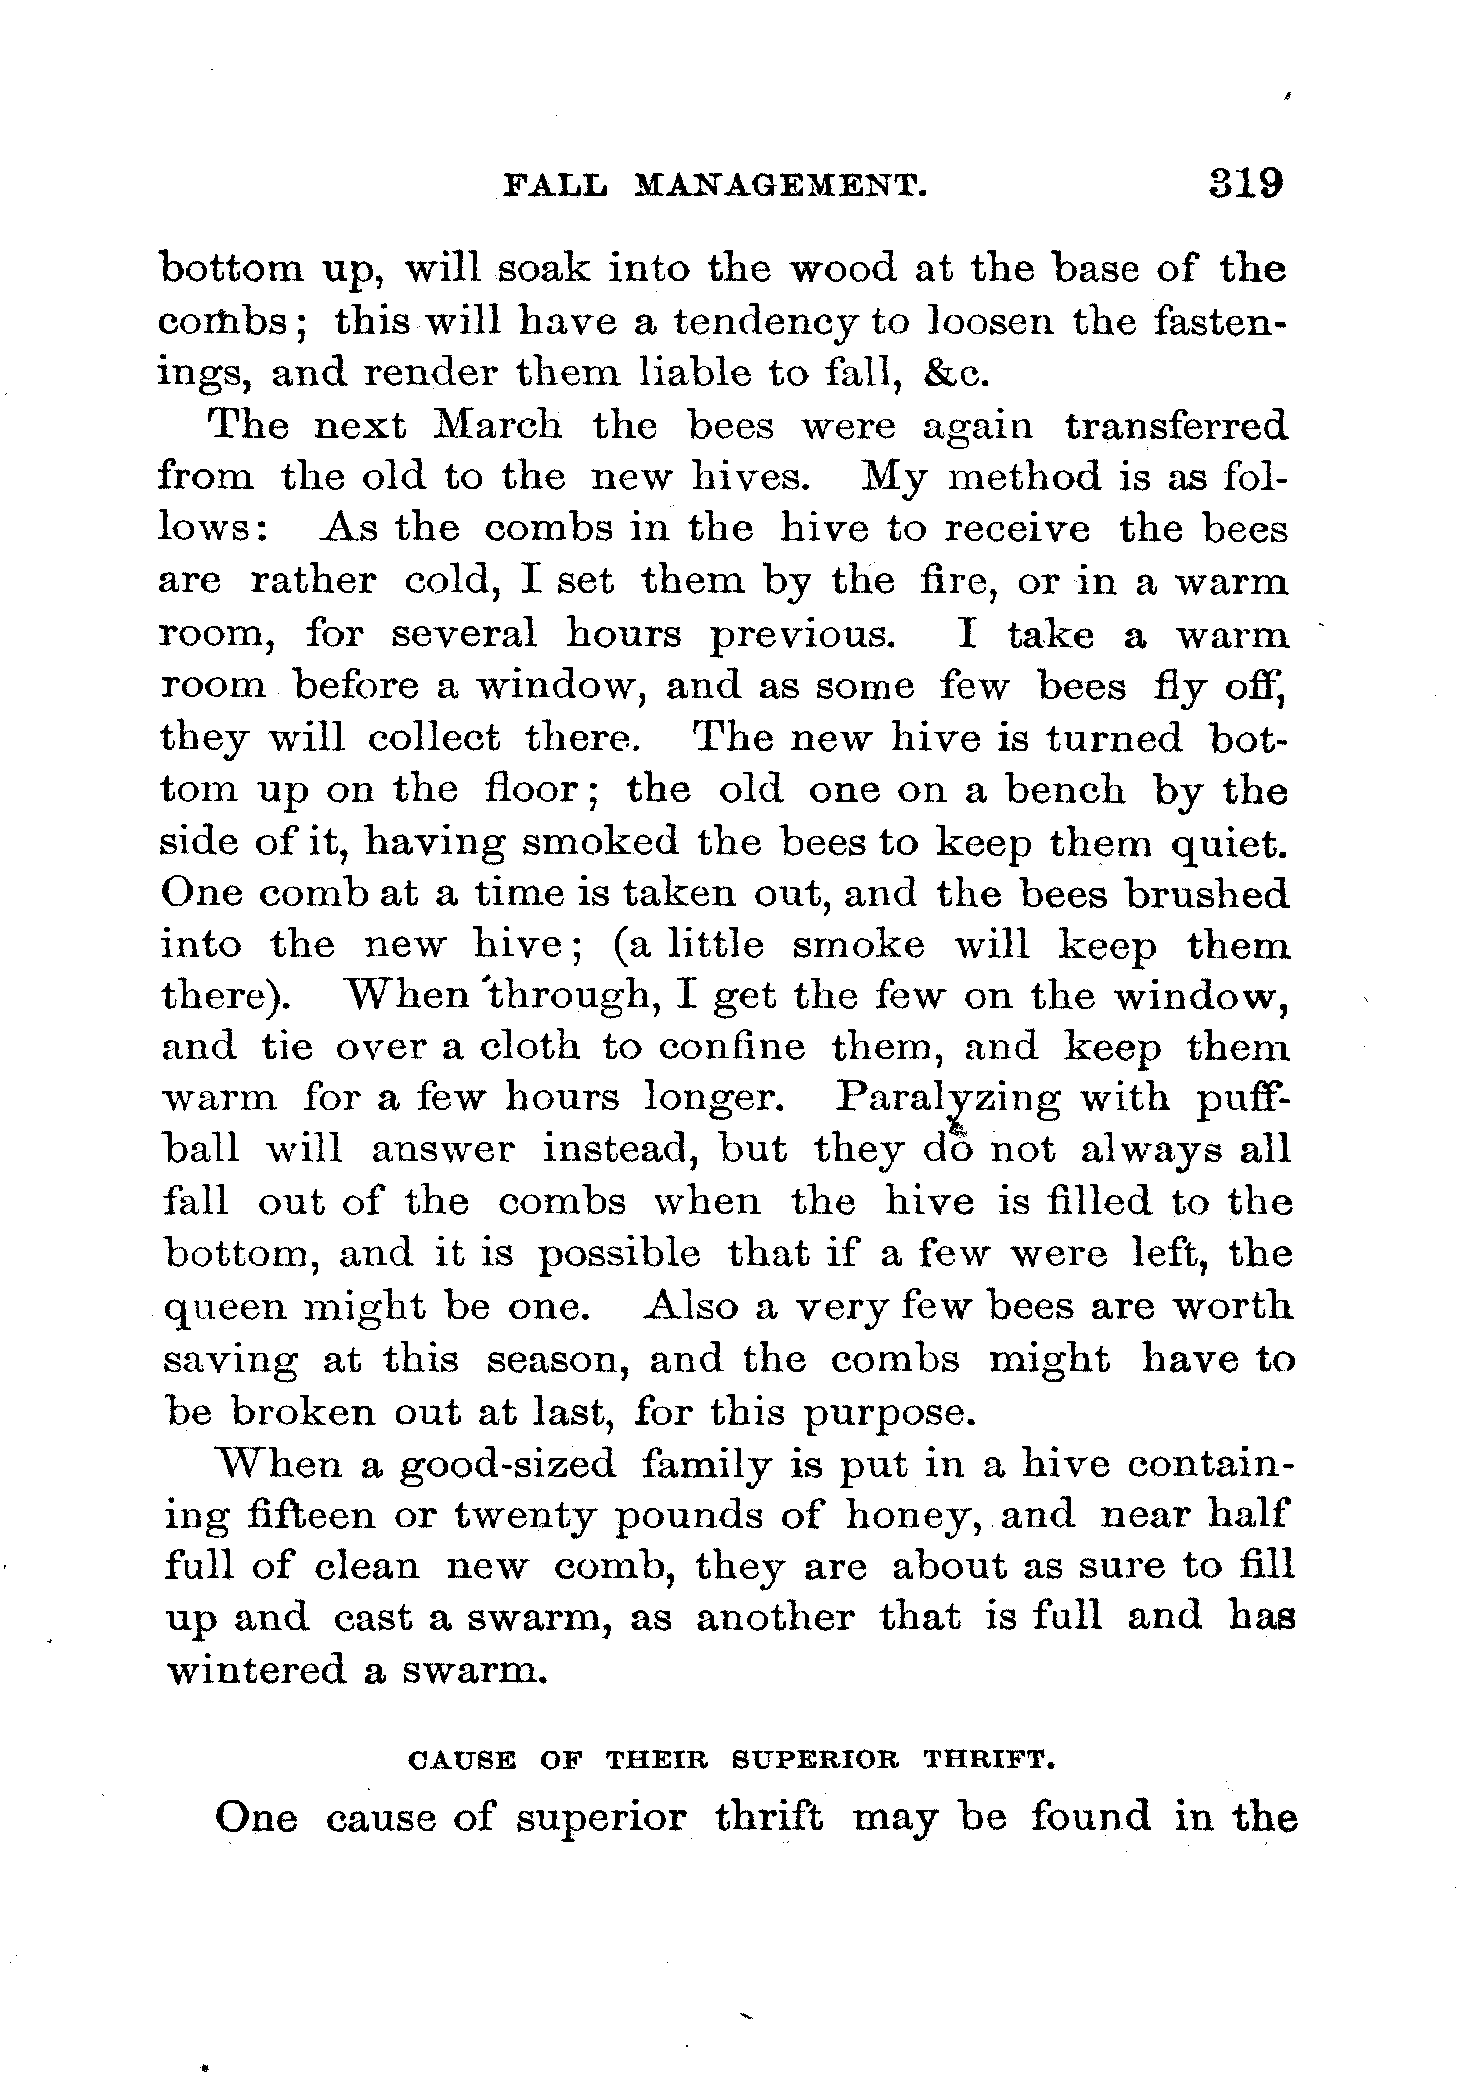 FALL MANAGEMENT. 319
bottom up, will soak into the wood at the base of the
combs; this will have a tendency to loosen the fasten-
ings, and render them liable to fall, &c.
The next March the bees were again transferred
from the old to the new hives. My method is as fol-
lows: As the combs in the hive to receive the bees
are rather cold, I set them by the fire, or in a warm
room, for several hours previous. I take a warm
room before a window, and as some few bees fly off,
they will collect there. The new hive is turned bot-
tom up on the floor; the old one on a bench by the
side of it, having smoked the bees to keep them quiet.
One comb at a time is taken out, and the bees brushed
into the new hive; (a little smoke will keep them
there). When through, I get the few on the window,
and tie over a cloth to confine them, and keep them
warm for a few hours longer. Paralyzing with puff-
ball will answer instead, but they do not always all
fall out of the combs when the hive is filled to the
bottom, and it is possible that if a few were left, the
queen might be one. Also a very few bees are worth
saving at this season, and the combs might have to
be broken out at last, for this purpose.
When a good-sized family is put in a hive contain-
ing fifteen or twenty pounds of honey, and near half
full of clean new comb, they are about as sure to fill
up and cast a swarm, as another that is full and has
wintered a swarm.
CAUSE OF THEIR SUPERIOR THRIFT.
One cause of superior thrift may be found in the